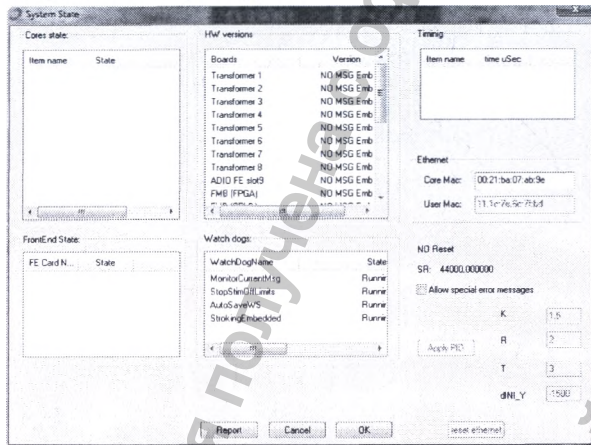 System State
Cores state:
Item name State
HW versions
Boards Version
Transformer 1 NO MSG Emb
Transformer 2 NO MSG Emb
Transformer 3 NO MSG Emb
Transformer 4 NO MSG Emb
Transformer 5 NO MSG Emb
Transformer 6 NO MSG Emb
Transformer 7 NO MSG Emb
Transformer 8 NO MSG Emb
ADIO FE slot9 NO MSG Emb
FMB (FPGA) NO MSG Emb
Timinig
Item name time uSec
Ethernet
Core Mac: 00:21:ba:07:ab:9e
User Mac:
FrontEnd State:
FE Card N... State
Watch dogs:
WatchDogName State
MonitorCurrentMsg Runnir
StopStimOffLimits Runnir
AutoSaveWS Runnir
StrokingEmbedded Runnir
NO Reset
SR: 44000,000000
Allow special error messages
K 1,5
R 2
Apply PID
T 3
dINI_Y -1500
Report Cancel OK reset ethernet